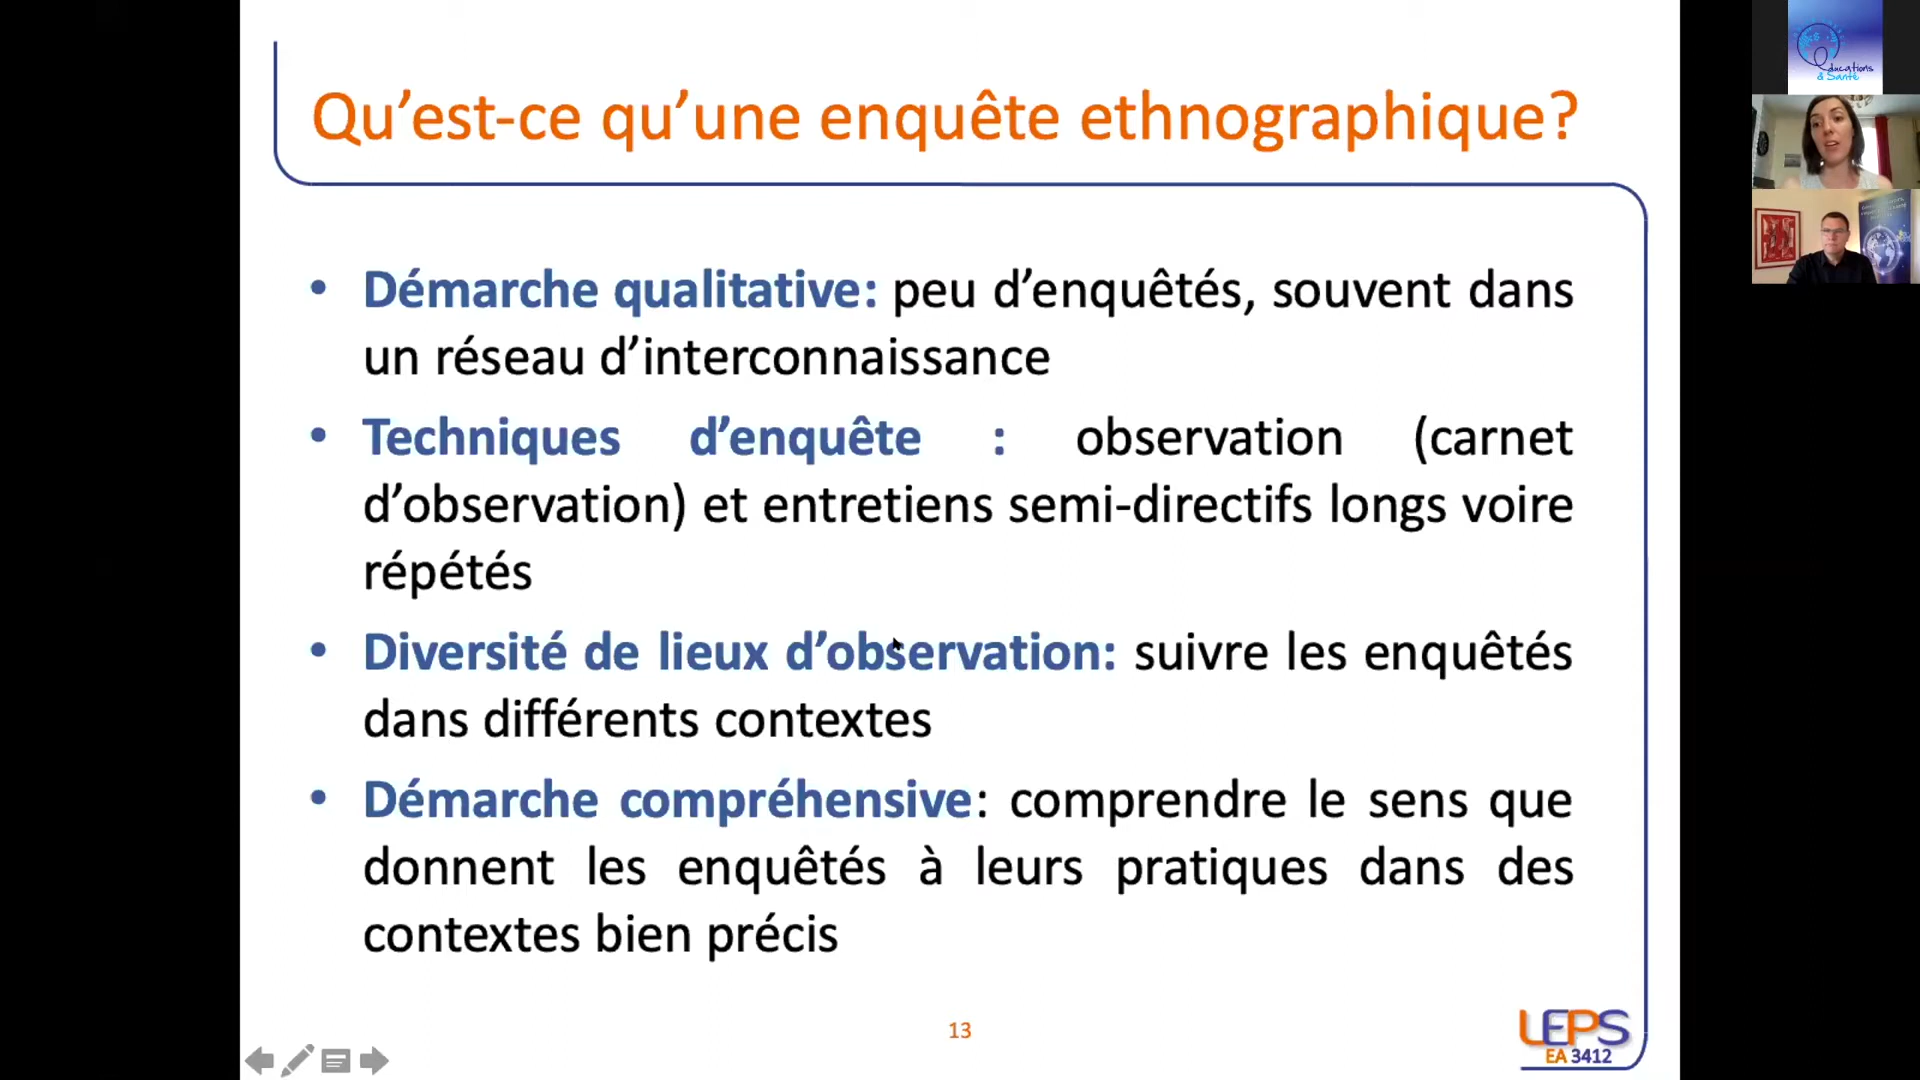 Qu’est-ce qu’une enquête ethnographique?
• Démarche qualitative: peu d’enquêtés, souvent dans
un réseau d’interconnaissance
• Techniques d’enquête : observation (carnet
d’observation) et entretiens semi-directifs longs voire
répétés
• Diversité de lieux d’observation: suivre les enquêtés
dans différents contextes
• Démarche compréhensive: comprendre le sens que
donnent les enquêtés à leurs pratiques dans des
contextes bien précis
13
LEPS
EA 3412
Educations
& Santé